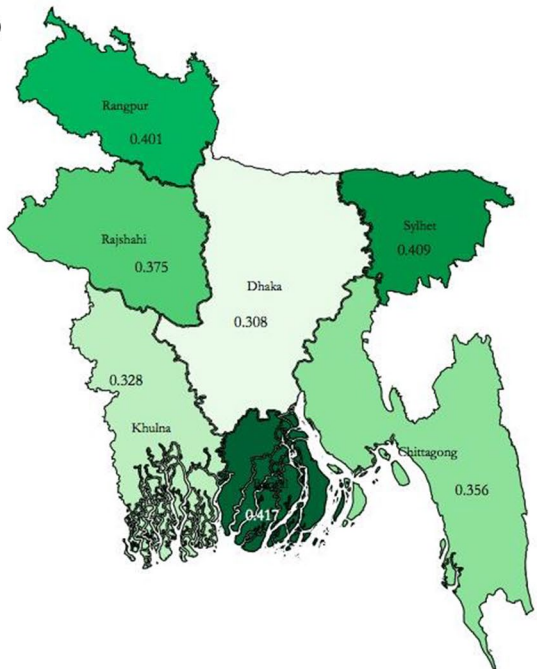 )
Rangpur
0.401
Sylhet
0.409
Rajshahi
0.375
Dhaka
0.308
0.328
Khulna
Chittagong
0.356
0.417